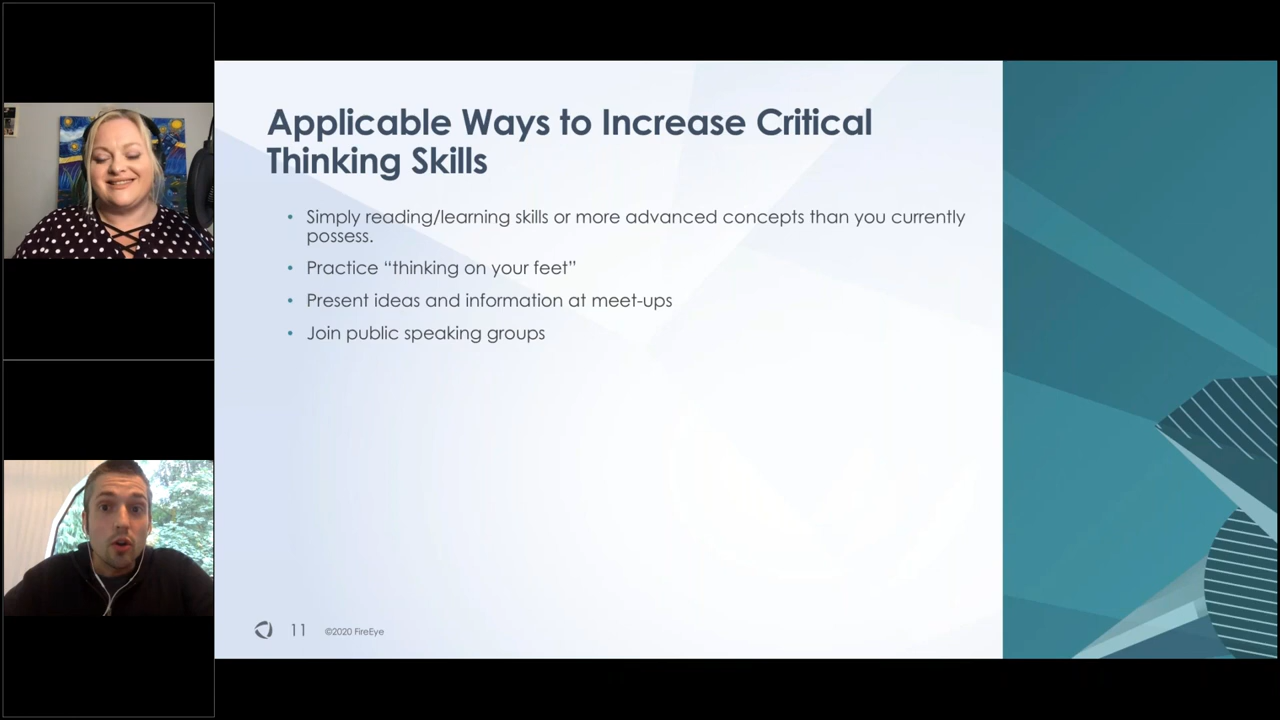 Applicable Ways to Increase Critical
Thinking Skills
• Simply reading/learning skills or more advanced concepts than you currently
possess.
• Practice “thinking on your feet”
• Present ideas and information at meet-ups
• Join public speaking groups
11 ©2020 FireEye